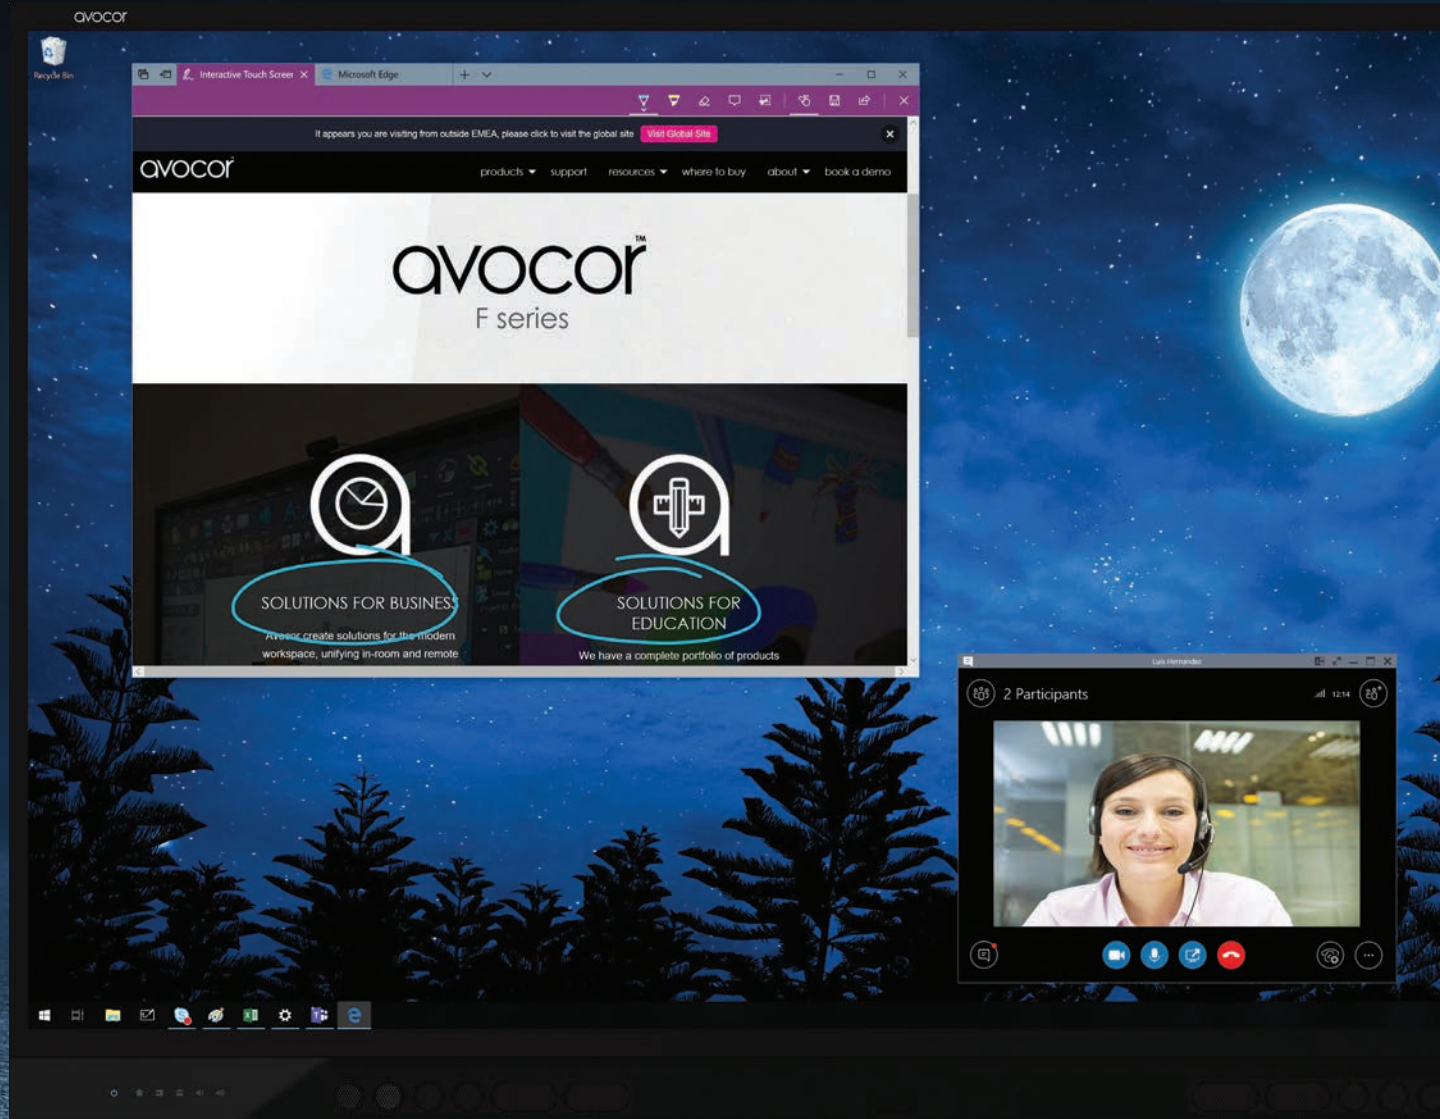 avocor
Recycle Bin
Interactive Touch Screen
Microsoft Edge
It appears you are visiting from outside EMEA, please click to visit the global site
Visit Global Site
avocor
products
support
resources
where to buy
about
book a demo
avocor™
F series
SOLUTIONS FOR BUSINESS
Avocor create solutions for the modern
workspace, unifying in-room and remote
SOLUTIONS FOR
EDUCATION
We have a complete portfolio of products
Luis Hernandez
2 Participants
12:14